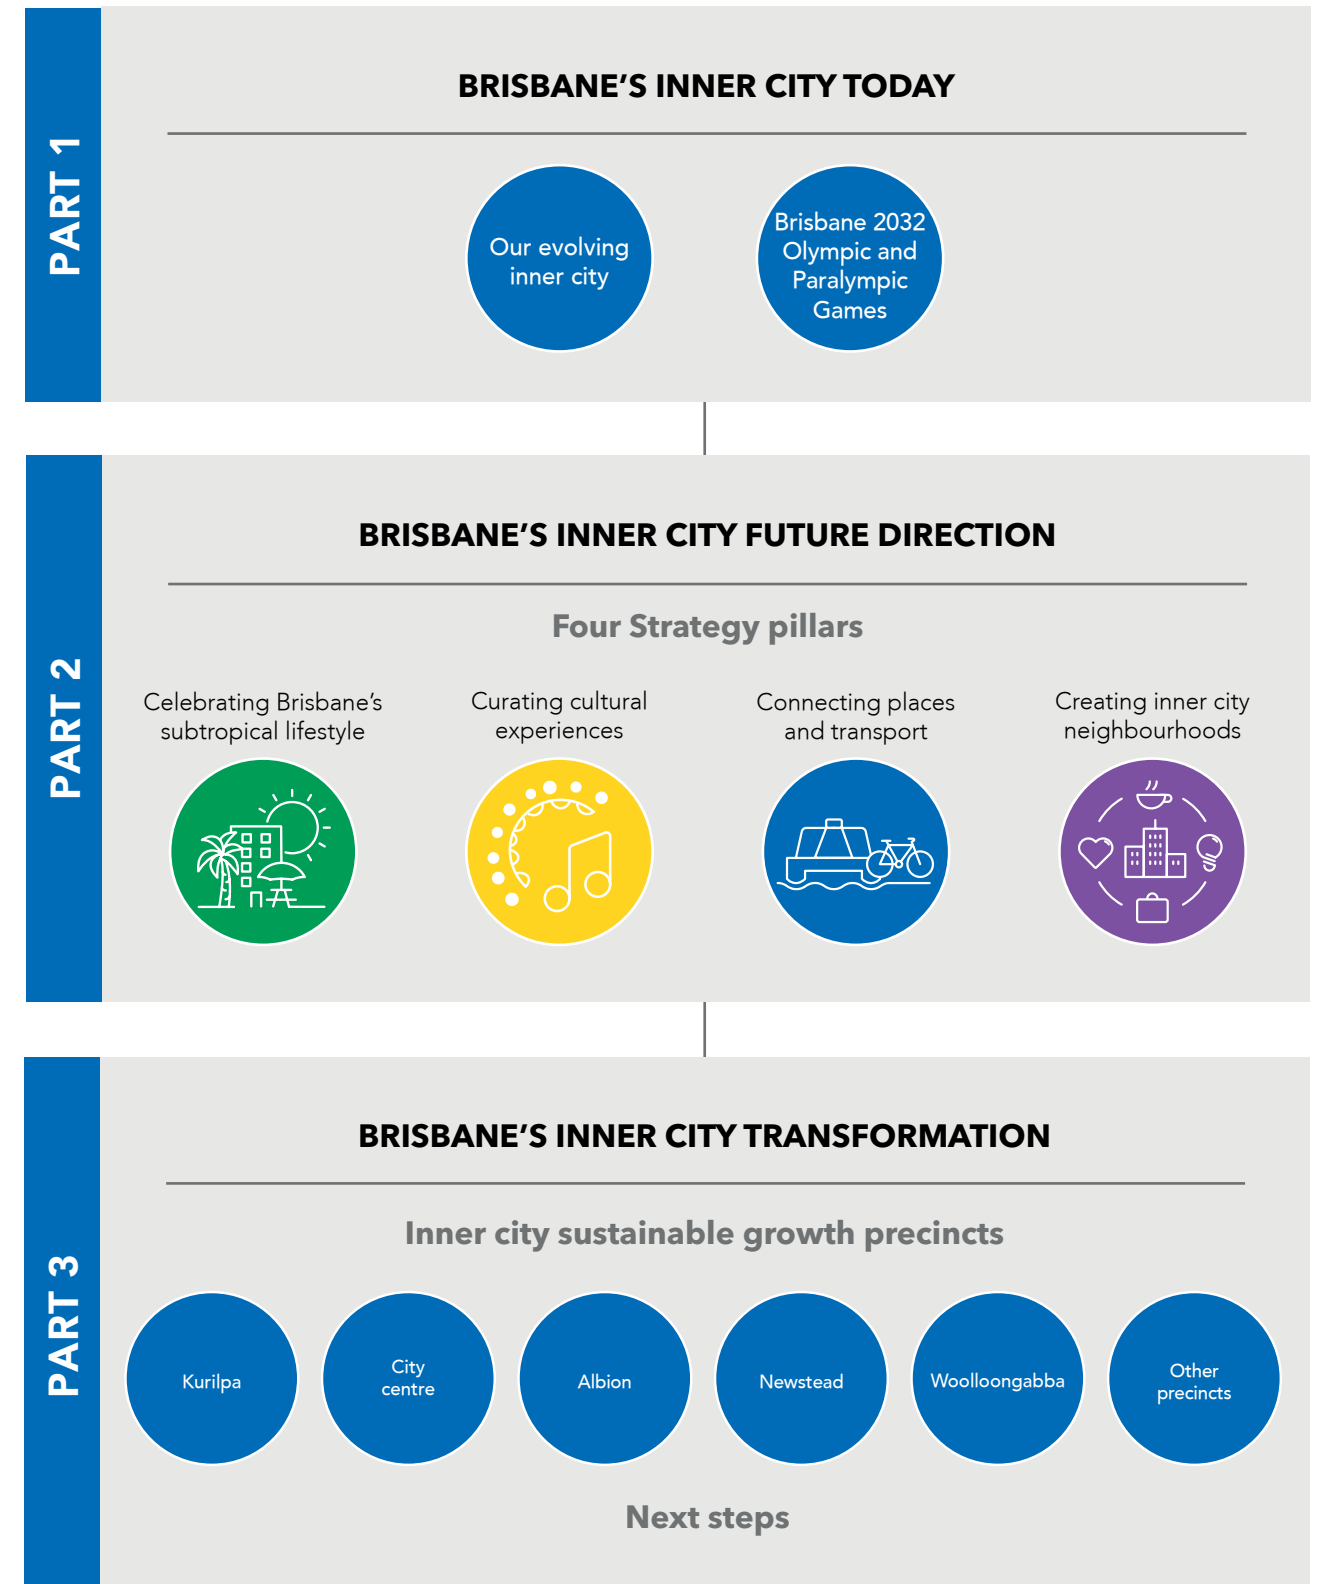 PART 1
BRISBANE'S INNER CITY TODAY
Our evolving
inner city
Brisbane 2032
Olympic and
Paralympic
Games
PART 2
BRISBANE'S INNER CITY FUTURE DIRECTION
Four Strategy pillars
Celebrating Brisbane's
subtropical lifestyle
Curating cultural
experiences
Connecting places
and transport
Creating inner city
neighbourhoods
PART 3
BRISBANE'S INNER CITY TRANSFORMATION
Inner city sustainable growth precincts
Kurilpa
City
centre
Albion
Newstead
Woolloongabba
Other
precincts
Next steps